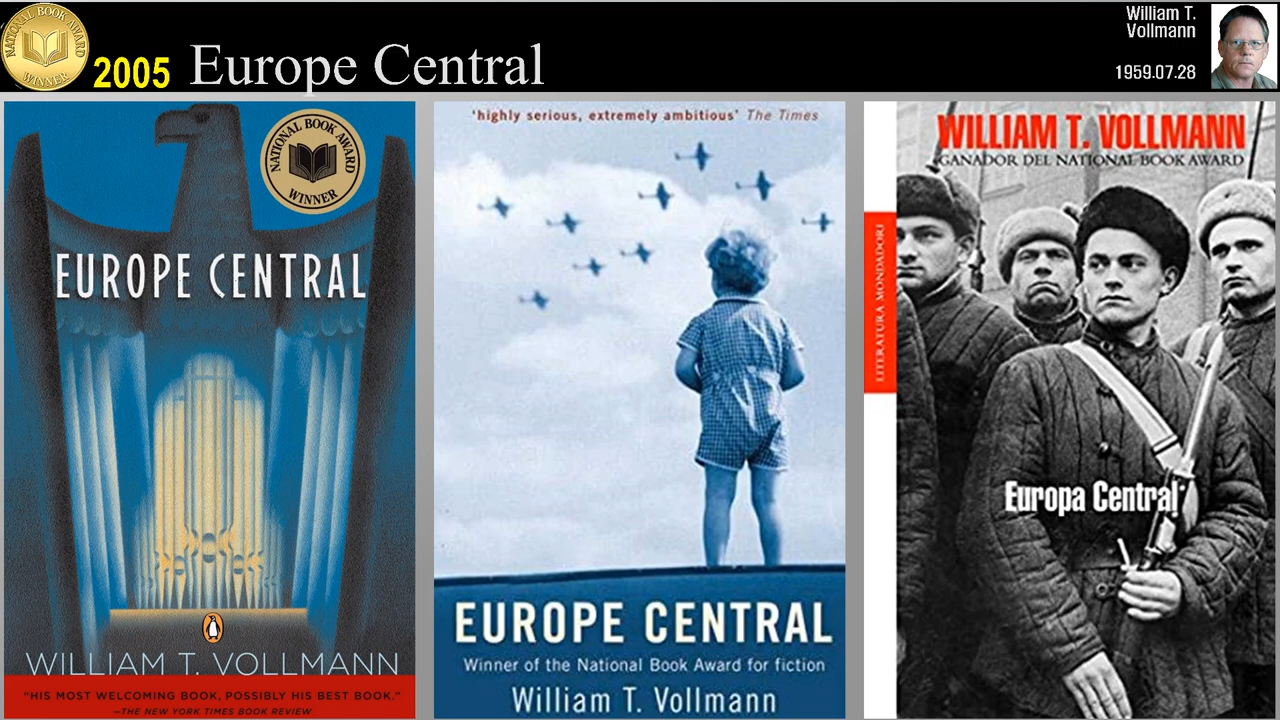 NATIONAL BOOK AWARD
WINNER
2005 Europe Central
William T.
Vollmann
1959.07.28
NATIONAL BOOK AWARD
WINNER
EUROPE CENTRAL
WILLIAM T. VOLLMANN
"HIS MOST WELCOMING BOOK, POSSIBLY HIS BEST BOOK."
—THE NEW YORK TIMES BOOK REVIEW
'highly serious, extremely ambitious' The Times
EUROPE CENTRAL
Winner of the National Book Award for fiction
William T. Vollmann
WILLIAM T. VOLLMANN
GANADOR DEL NATIONAL BOOK AWARD
LITERATURA MONDADORI
Europa Central